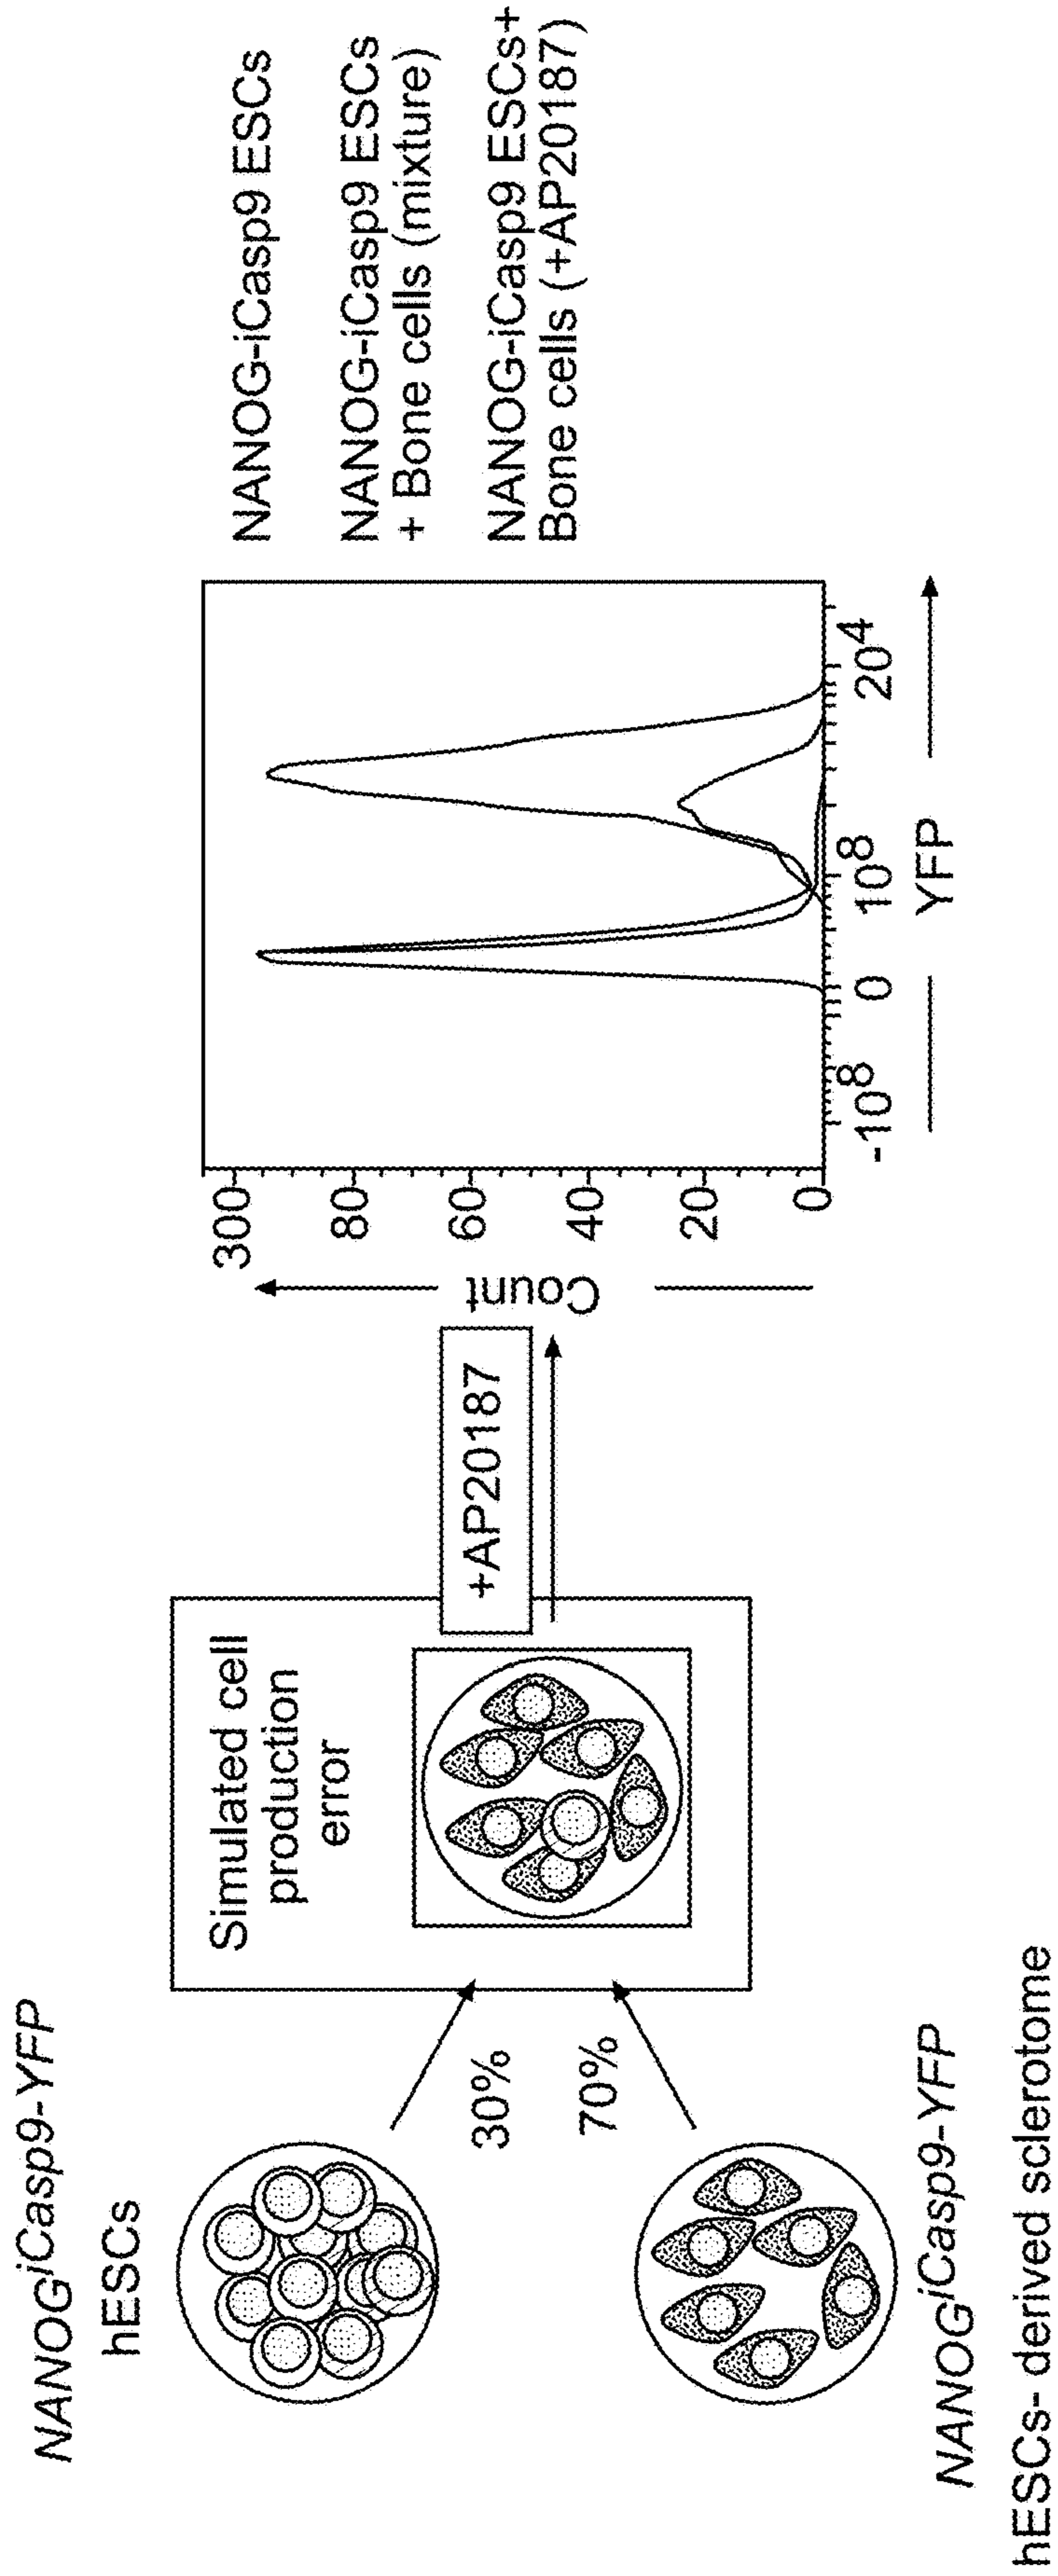 NANOGiCasp9-YFP
hESCs
30%
70%
NANOGiCasp9-YFP
hESCs- derived sclerotome
Simulated cell
production
error
+AP20187
Count
300
80
60
40
20
0
-108
0
108
204
YFP
NANOG-iCasp9 ESCs
NANOG-iCasp9 ESCs
+ Bone cells (mixture)
NANOG-iCasp9 ESCs+
Bone cells (+AP20187)